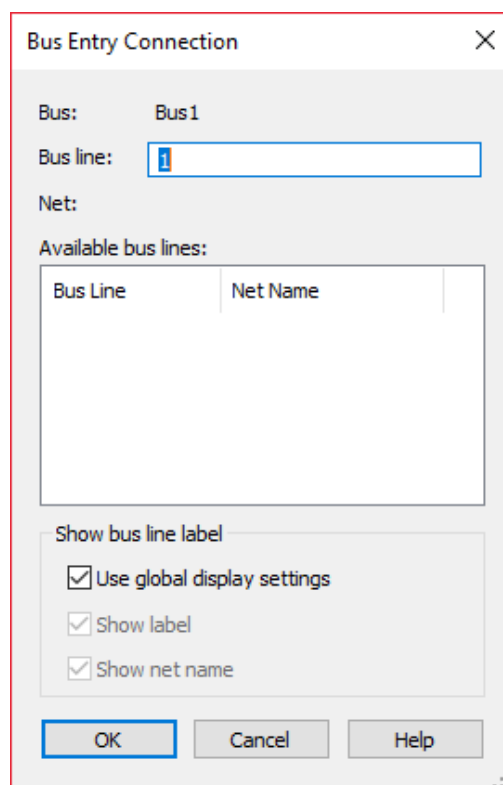 Bus Entry Connection
Bus: Bus1
Bus line: 1
Net:
Available bus lines:
Bus Line Net Name
Show bus line label
Use global display settings
Show label
Show net name
OK Cancel Help